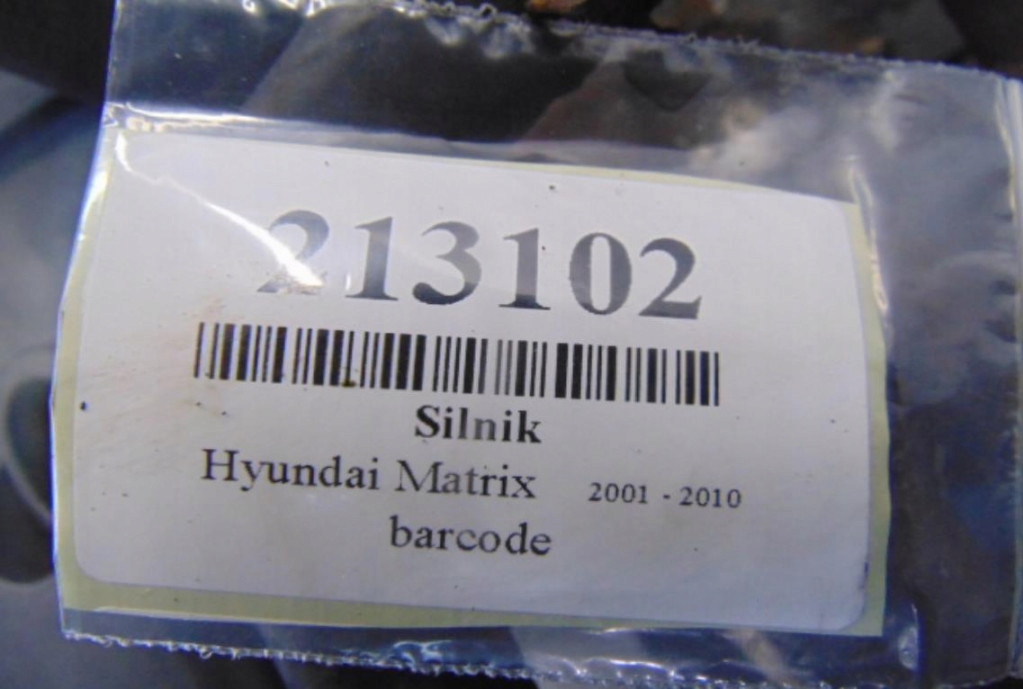 213102
Silnik
Hyundai Matrix 2001 - 2010
barcode